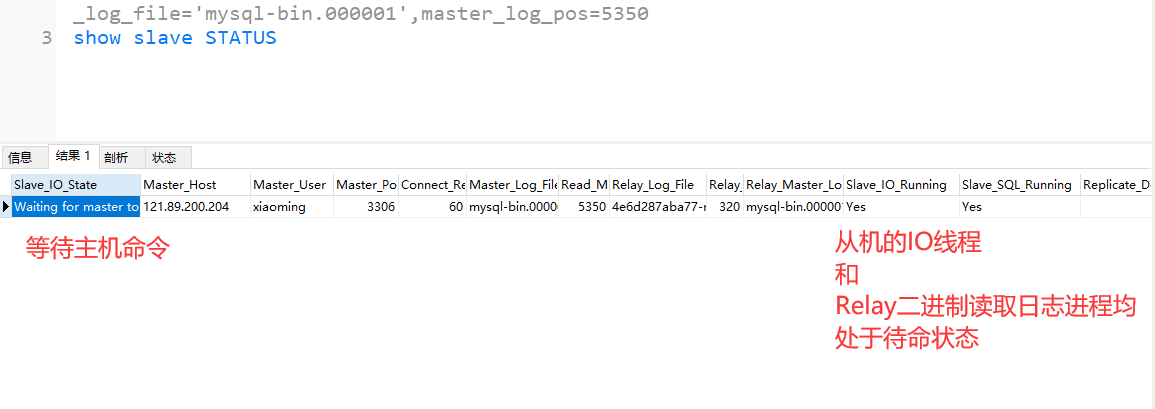 _log_file='mysql-bin.000001',master_log_pos=5350
3 show slave STATUS
信息 结果 1 剖析 状态
Slave_IO_State Master_Host Master_User Master_Po Connect_Re Master_Log_File Read_M Relay_Log_File Relay_ Relay_Master_Lo Slave_IO_Running Slave_SQL_Running Replicate_D
Waiting for master to 121.89.200.204 xiaoming 3306 60 mysql-bin.0000 5350 4e6d287aba77-r 320 mysql-bin.00000 Yes Yes
等待主机命令
从机的IO线程
和
Relay二进制读取日志进程均
处于待命状态